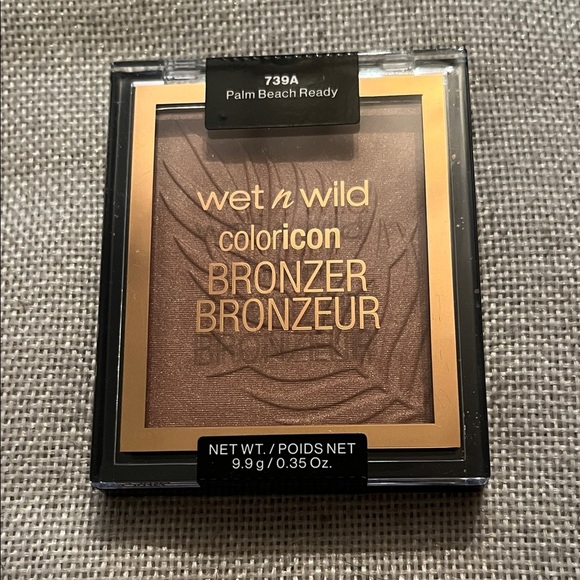 739A
Palm Beach Ready
wet n wild
coloricon
BRONZER
BRONZEUR
NET WT. / POIDS NET
9.9 g / 0.35 Oz.